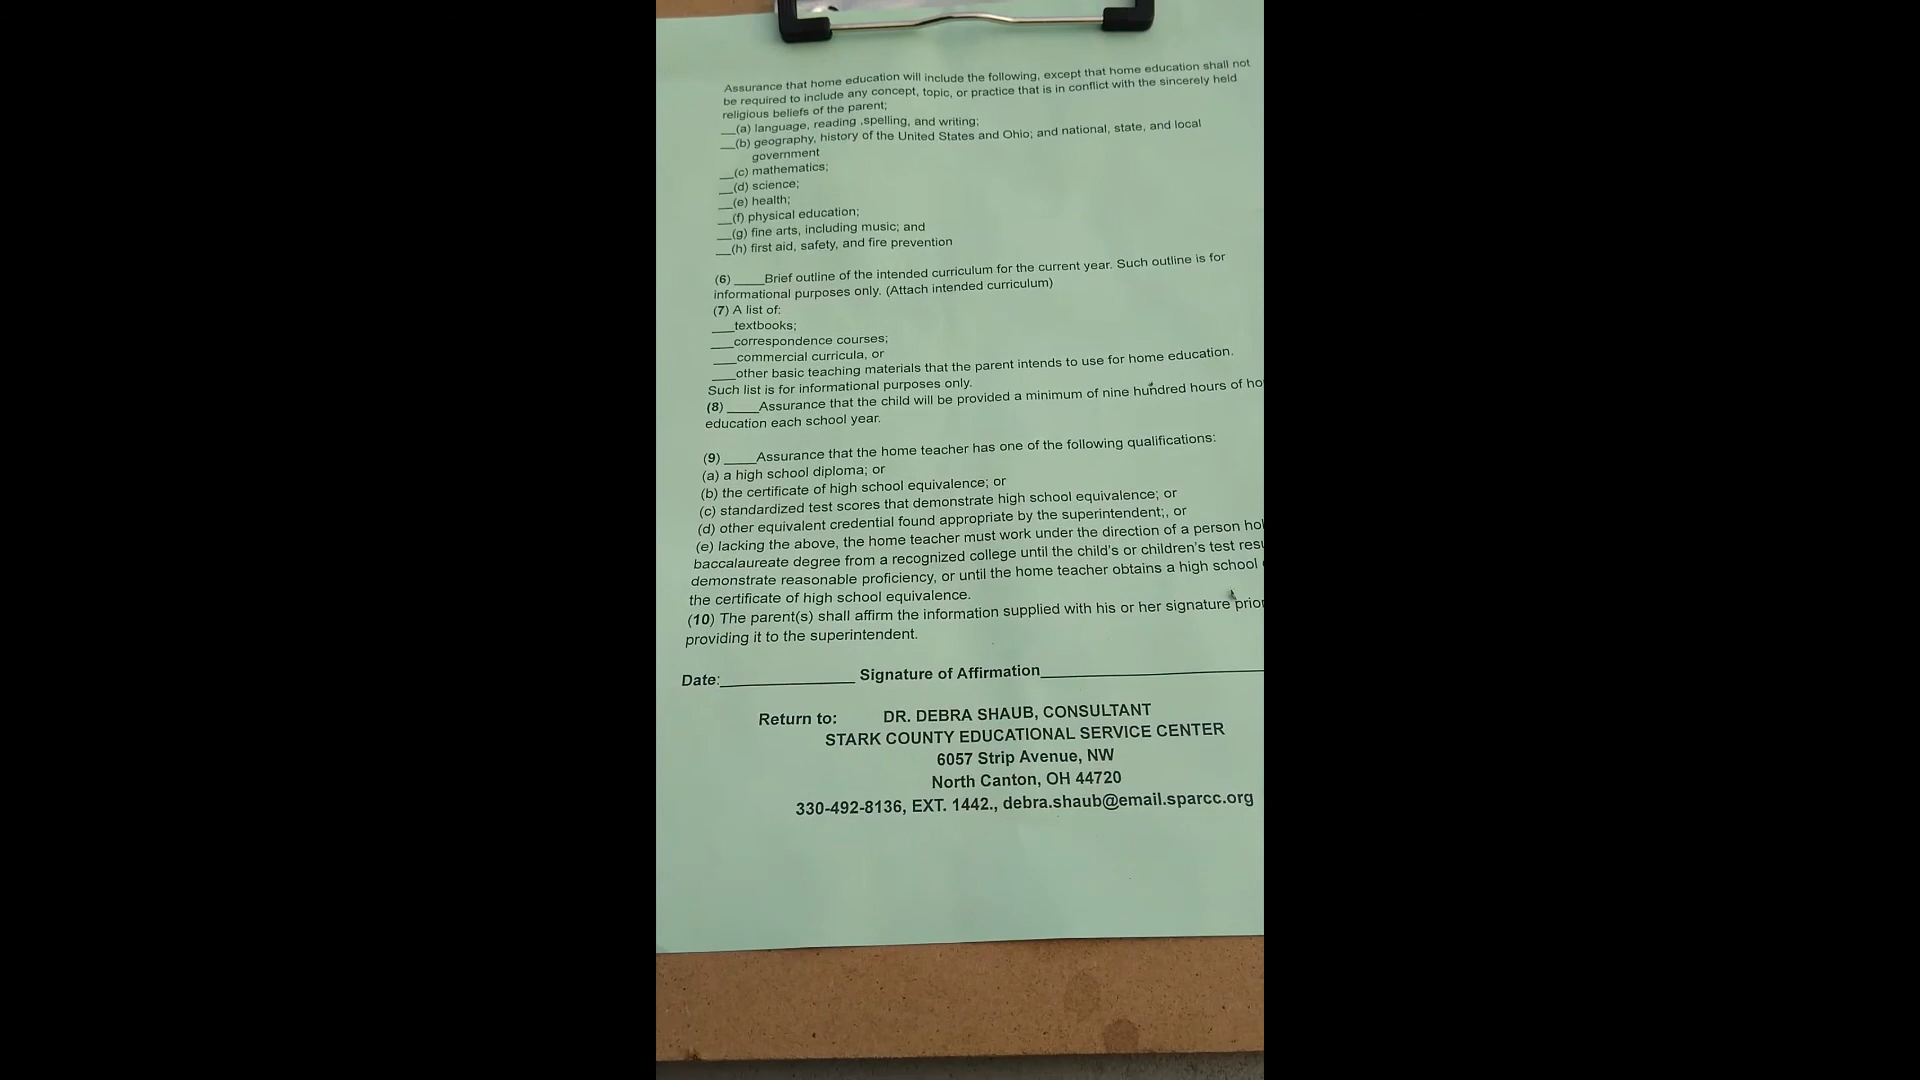 Assurance that home education will include the following, except that home education shall not
be required to include any concept, topic, or practice that is in conflict with the sincerely held
religious beliefs of the parent;
__(a) language, reading ,spelling, and writing;
__(b) geography, history of the United States and Ohio; and national, state, and local
government
__(c) mathematics;
__(d) science;
__(e) health;
__(f) physical education;
__(g) fine arts, including music; and
__(h) first aid, safety, and fire prevention
(6) ____Brief outline of the intended curriculum for the current year. Such outline is for
informational purposes only. (Attach intended curriculum)
(7) A list of:
___textbooks;
___correspondence courses;
___commercial curricula, or
___other basic teaching materials that the parent intends to use for home education.
Such list is for informational purposes only.
(8) ____Assurance that the child will be provided a minimum of nine hundred hours of ho
education each school year.
(9) ____Assurance that the home teacher has one of the following qualifications:
(a) a high school diploma; or
(b) the certificate of high school equivalence; or
(c) standardized test scores that demonstrate high school equivalence; or
(d) other equivalent credential found appropriate by the superintendent;, or
(e) lacking the above, the home teacher must work under the direction of a person hol
baccalaureate degree from a recognized college until the child's or children's test resu
demonstrate reasonable proficiency, or until the home teacher obtains a high school
the certificate of high school equivalence.
(10) The parent(s) shall affirm the information supplied with his or her signature prior
providing it to the superintendent.
Date:______________ Signature of Affirmation______________________
Return to: DR. DEBRA SHAUB, CONSULTANT
STARK COUNTY EDUCATIONAL SERVICE CENTER
6057 Strip Avenue, NW
North Canton, OH 44720
330-492-8136, EXT. 1442., debra.shaub@email.sparcc.org